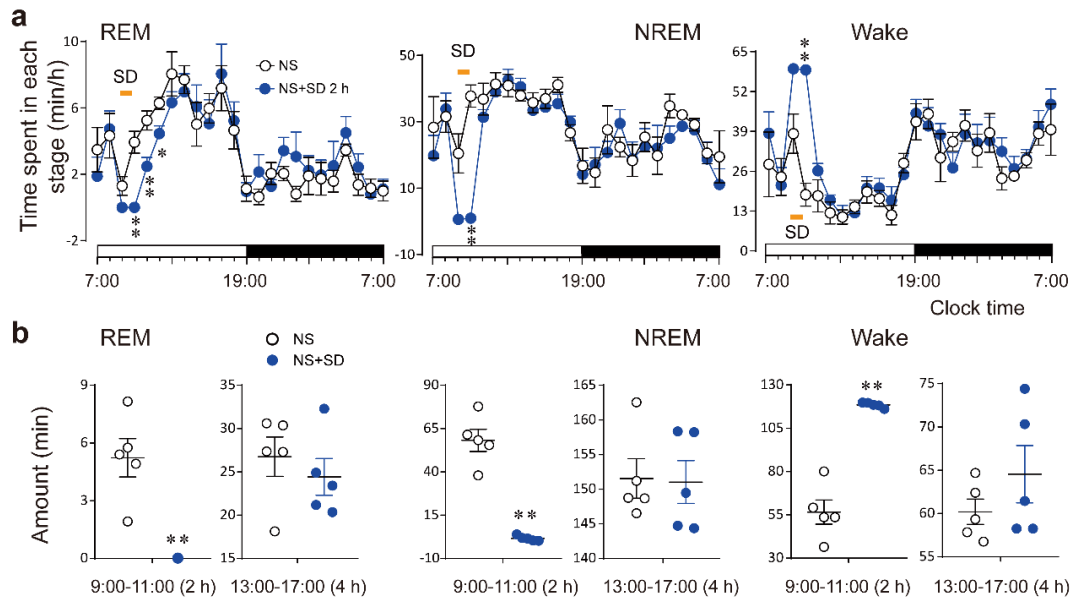 a
REM
NREM
Wake
Time spent in each stage (min/h)
10
6
2
-2
SD
NS
NS+SD 2 h
**
**
*
7:00
19:00
7:00
50
30
10
-10
SD
**
7:00
19:00
7:00
65
52
39
26
13
0
**
SD
7:00
19:00
7:00
Clock time
b
REM
NREM
Wake
NS
NS+SD
Amount (min)
9
6
3
0
**
9:00-11:00 (2 h)
35
30
25
20
15
13:00-17:00 (4 h)
90
65
40
15
-10
**
9:00-11:00 (2 h)
165
160
155
150
145
140
13:00-17:00 (4 h)
130
105
80
55
30
**
9:00-11:00 (2 h)
75
70
65
60
55
13:00-17:00 (4 h)